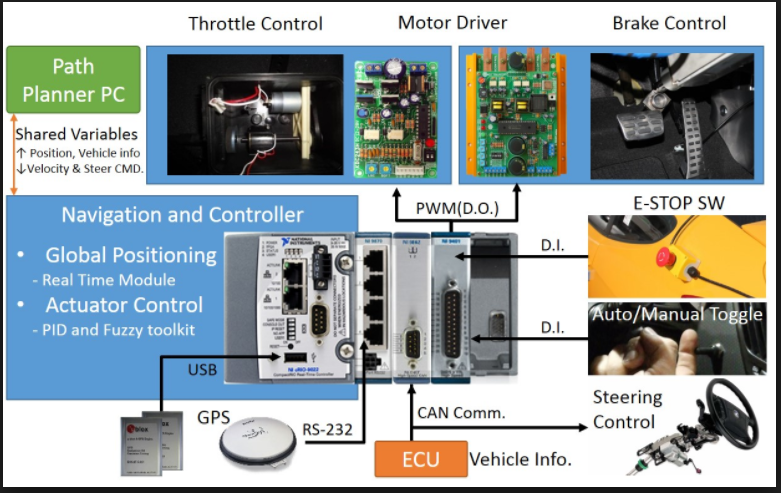 Throttle Control
Motor Driver
Brake Control
Path
Planner PC
Shared Variables
↑ Position, Vehicle info
↓Velocity & Steer CMD.
PWM(D.O.)
E-STOP SW
Navigation and Controller
• Global Positioning
- Real Time Module
• Actuator Control
- PID and Fuzzy toolkit
NATIONAL
INSTRUMENTS
D.I.
Auto/Manual Toggle
D.I.
USB
GPS
RS-232
CAN Comm.
Steering
Control
ECU
Vehicle Info.